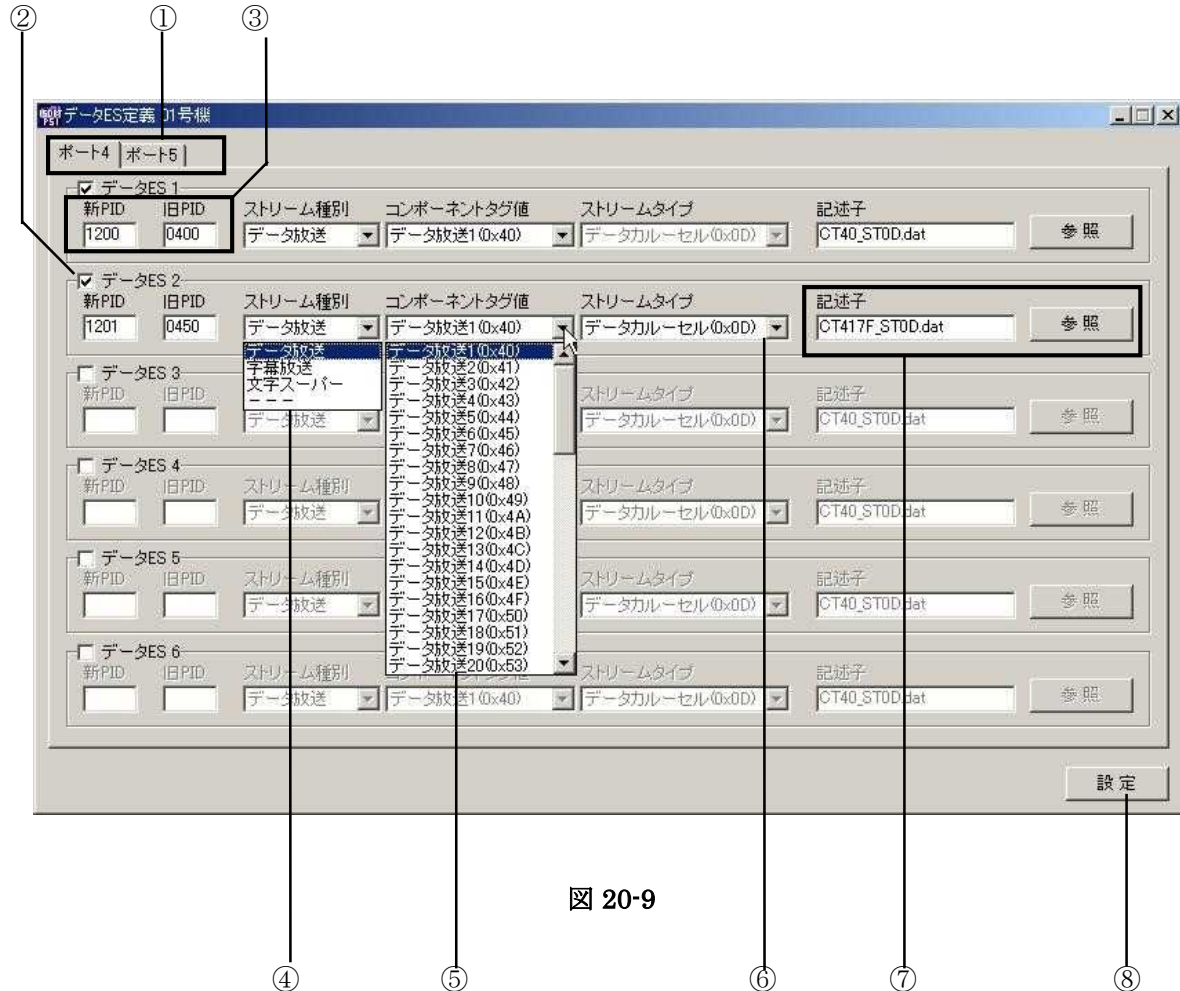 ② ① ③
データES定義 01号機
ポート4 ポート5
データES 1
新PID 旧PID ストリーム種別 コンポーネントタグ値 ストリームタイプ 記述子
1200 0400 データ放送 データ放送1(0x40) データカルーセル(0x0D) CT40_ST0D.dat 参照
データES 2
新PID 旧PID ストリーム種別 コンポーネントタグ値 ストリームタイプ 記述子
1201 0450 データ放送 データ放送1(0x40) データカルーセル(0x0D) CT417F_ST0D.dat 参照
データ放送
字幕放送
文字スーパー
---
データ放送1(0x40)
データ放送2(0x41)
データ放送3(0x42)
データ放送4(0x43)
データ放送5(0x44)
データ放送6(0x45)
データ放送7(0x46)
データ放送8(0x47)
データ放送9(0x48)
データ放送10(0x49)
データ放送11(0x4A)
データ放送12(0x4B)
データ放送13(0x4C)
データ放送14(0x4D)
データ放送15(0x4E)
データ放送16(0x4F)
データ放送17(0x50)
データ放送18(0x51)
データ放送19(0x52)
データ放送20(0x53)
データES 3
新PID 旧PID ストリームタイプ 記述子
データ放送 データカルーセル(0x0D) CT40_ST0D.dat 参照
データES 4
新PID 旧PID ストリーム種別 ストリームタイプ 記述子
データ放送 データカルーセル(0x0D) CT40_ST0D.dat 参照
データES 5
新PID 旧PID ストリーム種別 ストリームタイプ 記述子
データ放送 データカルーセル(0x0D) CT40_ST0D.dat 参照
データES 6
新PID 旧PID ストリーム種別 ストリームタイプ 記述子
データ放送 データ放送1(0x40) データカルーセル(0x0D) CT40_ST0D.dat 参照
設定
図 20-9
④ ⑤ ⑥ ⑦ ⑧